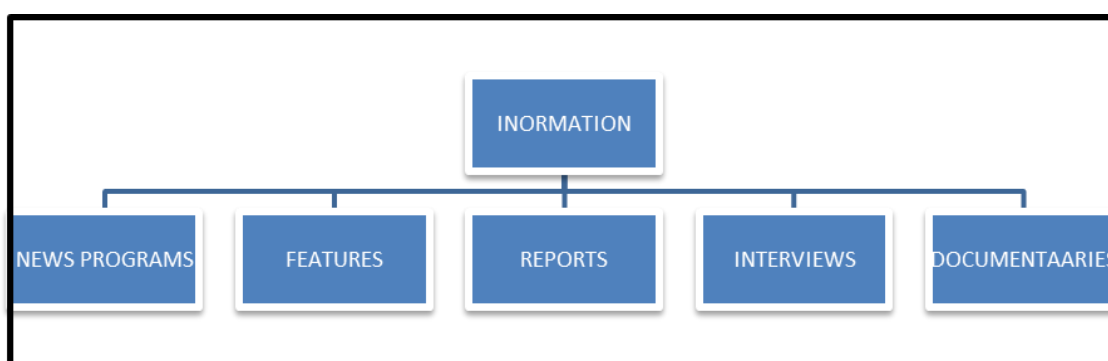 INORMATION
NEWS PROGRAMS
FEATURES
REPORTS
INTERVIEWS
DOCUMENTAARIES